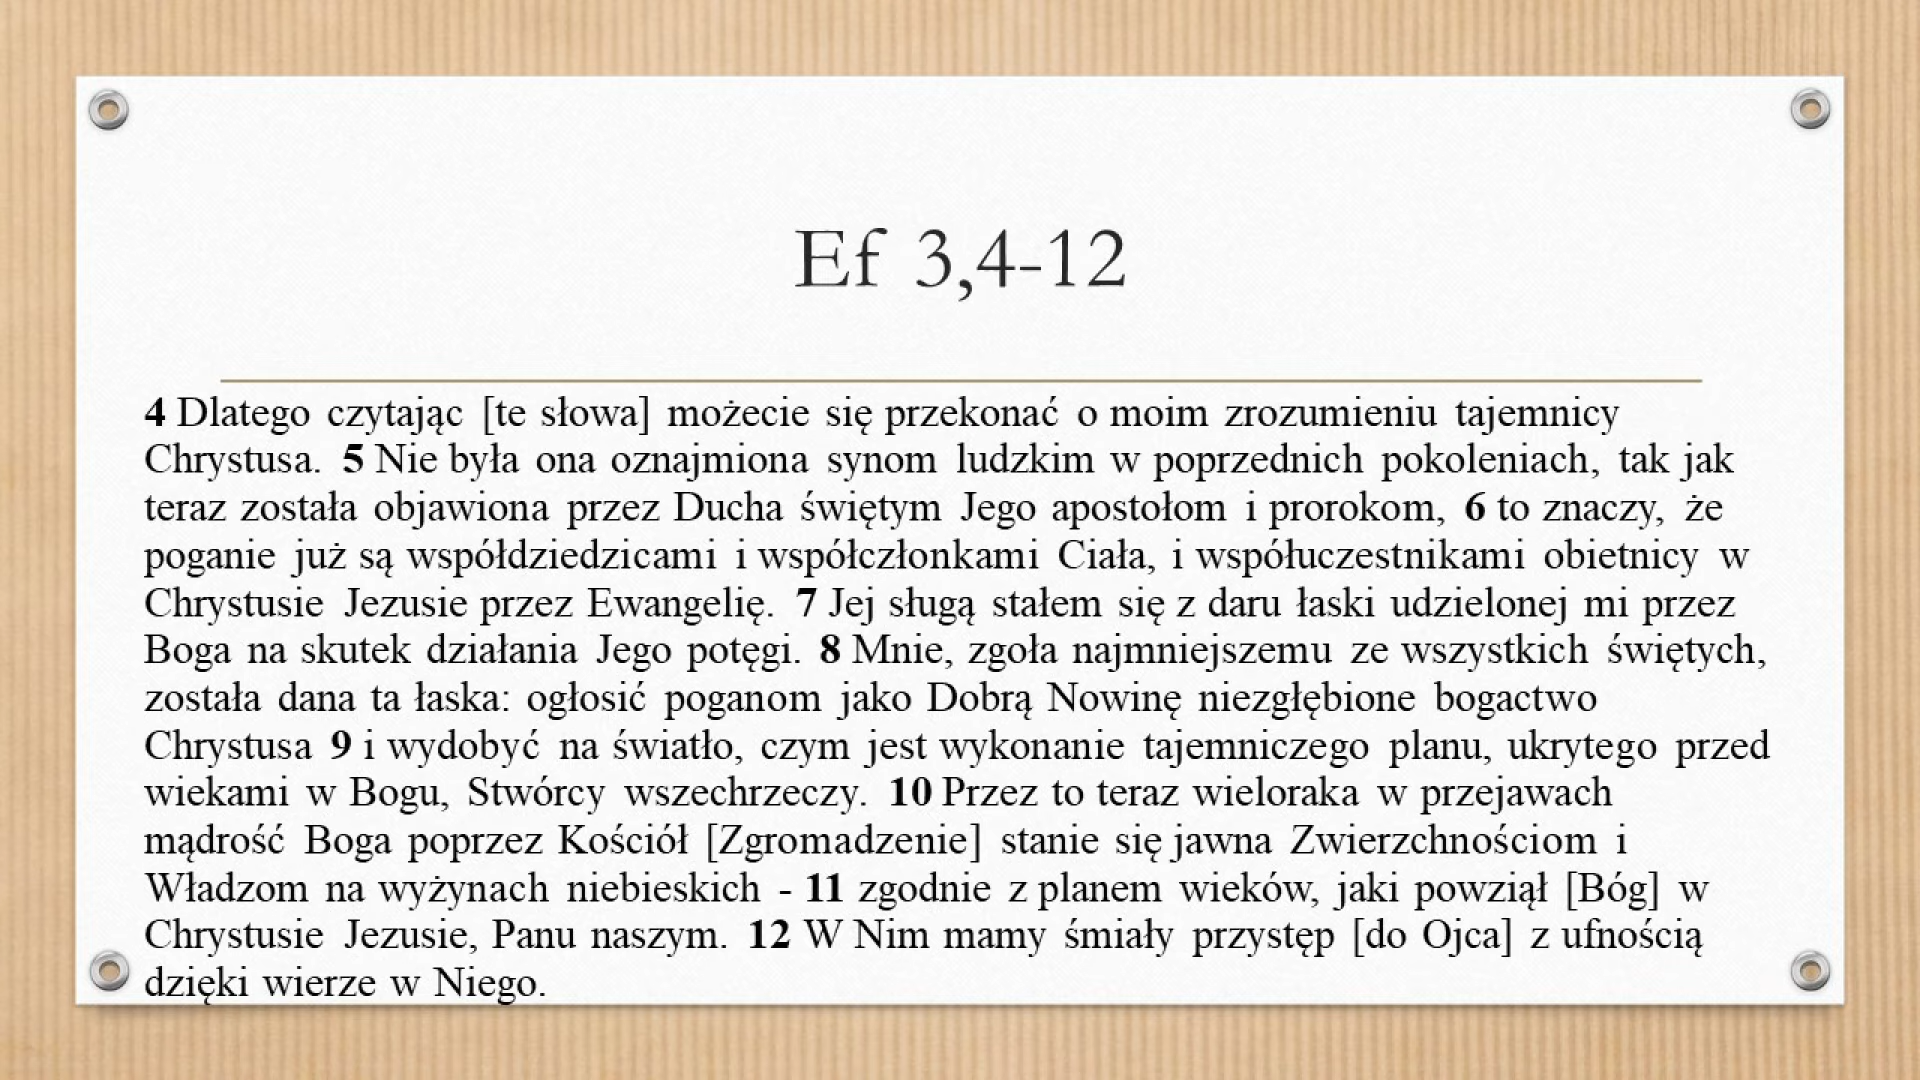 Ef 3,4-12
4 Dlatego czytając [te słowa] możecie się przekonać o moim zrozumieniu tajemnicy
Chrystusa. 5 Nie była ona oznajmiona synom ludzkim w poprzednich pokoleniach, tak jak
teraz została objawiona przez Ducha świętym Jego apostołom i prorokom, 6 to znaczy, że
poganie już są współdziedzicami i współczłonkami Ciała, i współuczestnikami obietnicy w
Chrystusie Jezusie przez Ewangelię. 7 Jej sługą stałem się z daru łaski udzielonej mi przez
Boga na skutek działania Jego potęgi. 8 Mnie, zgoła najmniejszemu ze wszystkich świętych,
została dana ta łaska: ogłosić poganom jako Dobrą Nowinę niezgłębione bogactwo
Chrystusa 9 i wydobyć na światło, czym jest wykonanie tajemniczego planu, ukrytego przed
wiekami w Bogu, Stwórcy wszechrzeczy. 10 Przez to teraz wieloraka w przejawach
mądrość Boga poprzez Kościół [Zgromadzenie] stanie się jawna Zwierzchnościom i
Władzom na wyżynach niebieskich - 11 zgodnie z planem wieków, jaki powziął [Bóg] w
Chrystusie Jezusie, Panu naszym. 12 W Nim mamy śmiały przystęp [do Ojca] z ufnością
dzięki wierze w Niego.